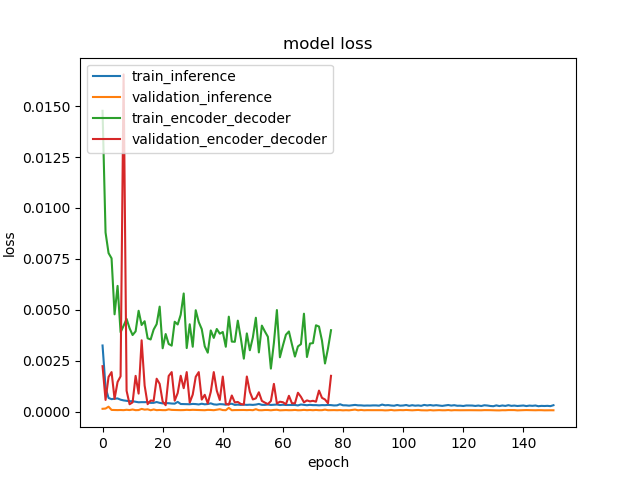 model loss
train_inference
validation_inference
train_encoder_decoder
validation_encoder_decoder
loss
0.0150
0.0125
0.0100
0.0075
0.0050
0.0025
0.0000
0 20 40 60 80 100 120 140
epoch